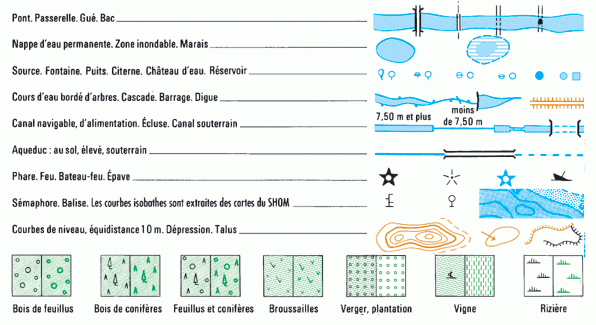 Pont. Passerelle. Gué. Bac
Nappe d'eau permanente. Zone inondable. Marais
Source. Fontaine. Puits. Citerne. Château d'eau. Réservoir
Cours d'eau bordé d'arbres. Cascade. Barrage. Digue
7,50 m et plus
moins
de 7,50 m
Canal navigable, d'alimentation. Écluse. Canal souterrain
Aqueduc : au sol, élevé, souterrain
Phare. Feu. Bateau-feu. Épave
Sémaphore. Balise. Les courbes isobathes sont extraites des cartes du SHOM
Courbes de niveau, équidistance 10 m. Dépression. Talus
Bois de feuillus
Bois de conifères
Feuillus et conifères
Broussailles
Verger, plantation
Vigne
Rizière